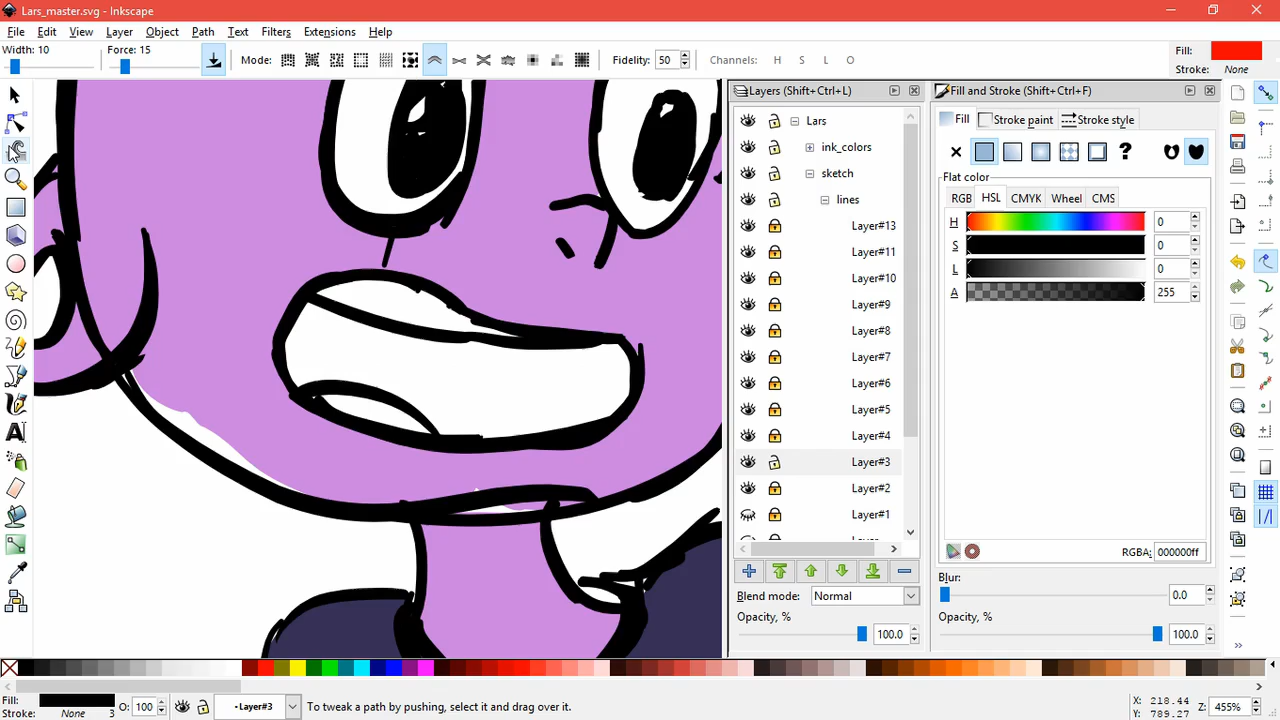 Lars_master.svg - Inkscape
File Edit View Layer Object Path Text Filters Extensions Help
Width: 10 Force: 15 Mode: Fidelity: 50 Channels: H S L O Fill:
Stroke: None
Layers (Shift+Ctrl+L) Fill and Stroke (Shift+Ctrl+F)
Lars
ink_colors
sketch
lines
Layer#13
Layer#11
Layer#10
Layer#9
Layer#8
Layer#7
Layer#6
Layer#5
Layer#4
Layer#3
Layer#2
Layer#1
Blend mode: Normal
Opacity, % 100.0
Fill Stroke paint Stroke style
?
Flat color
RGB HSL CMYK Wheel CMS
H 0
S 0
L 0
A 255
RGBA: 000000ff
Blur:
0.0
Opacity, %
100.0
Fill: O: 100 •Layer#3 To tweak a path by pushing, select it and drag over it. X: 218.44 Z: 455%
Stroke: None 3 Y: 789.27